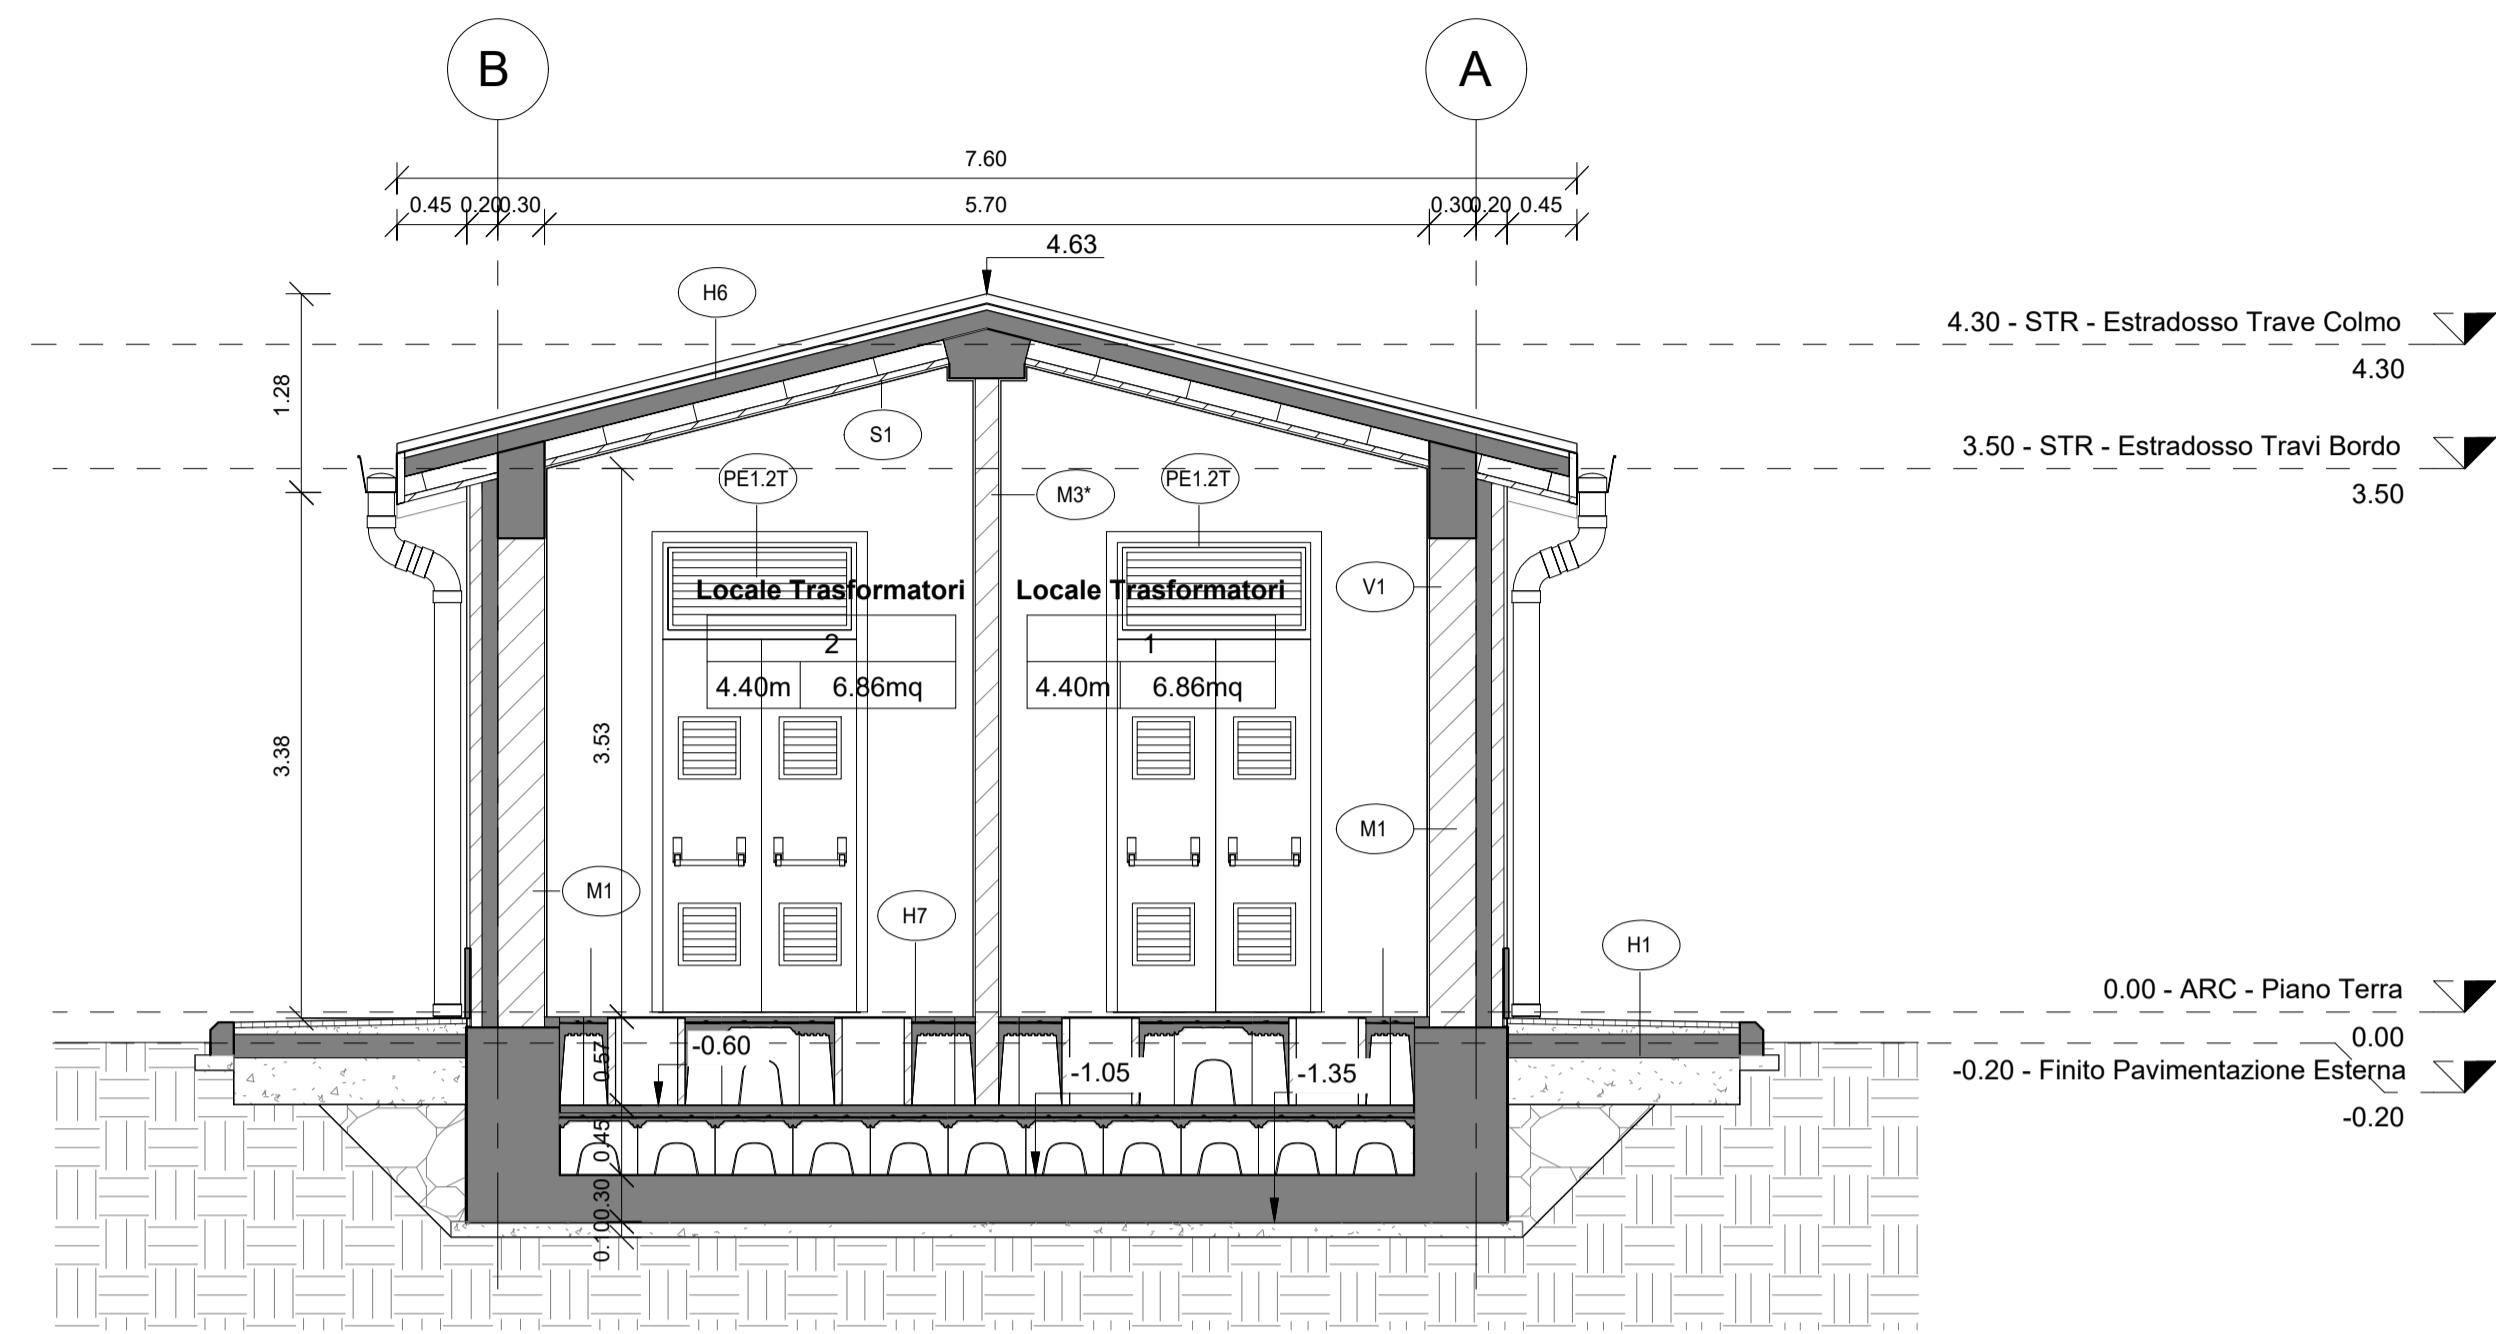 B
A
7.60
0.45 0.20 0.30 5.70 0.30 0.20 0.45
4.63
H6
4.30 - STR - Estradosso Trave Colmo
4.30
1.28
S1
3.50 - STR - Estradosso Travi Bordo
3.50
PE1.2T
M3*
PE1.2T
Locale Trasformatori
2
4.40m 6.86mq
Locale Trasformatori
1
4.40m 6.86mq
V1
3.38
3.53
M1
M1
H7
H1
0.00 - ARC - Piano Terra
0.00
-0.20 - Finito Pavimentazione Esterna
-0.20
-0.60
-1.05
-1.35
0.57
0.45
0.30
0.10